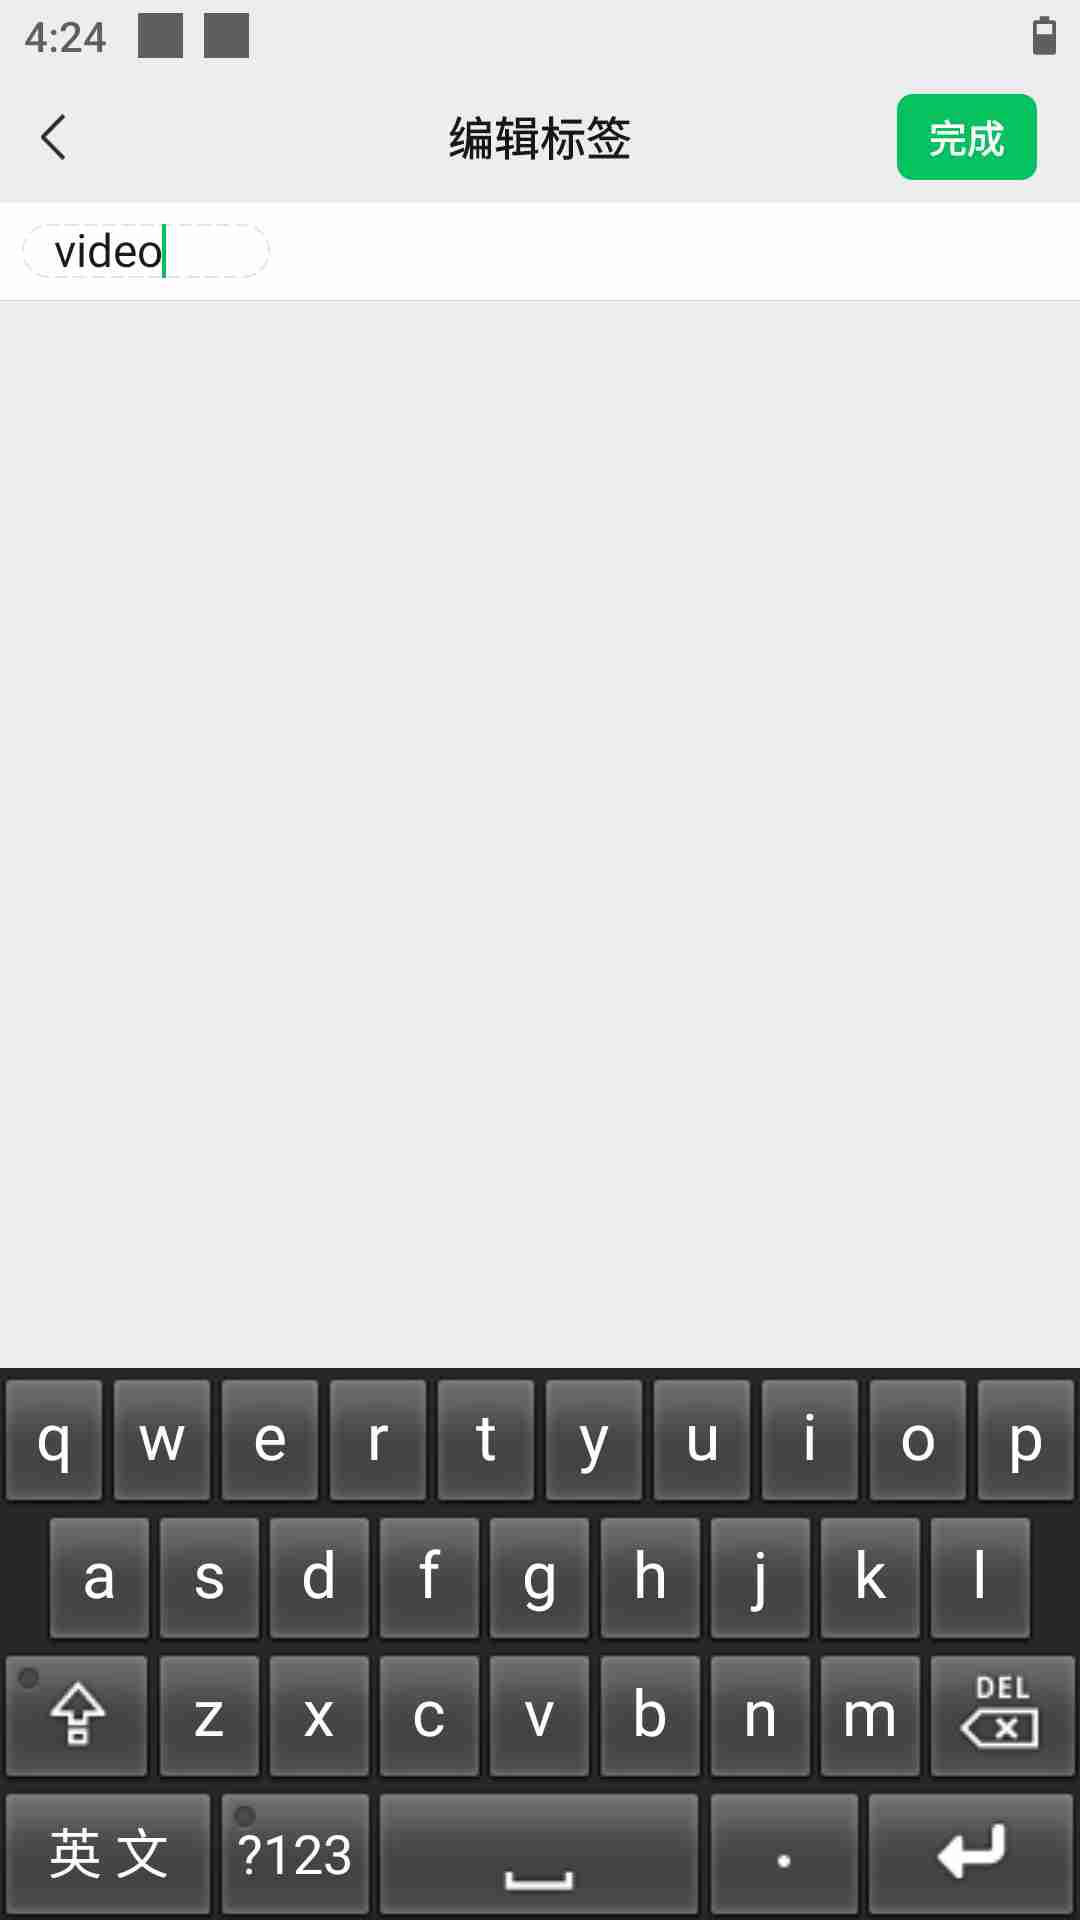 4:24
编辑标签
完成
video
q w e r t y u i o p
a s d f g h j k l
z x c v b n m DEL
英文 ?123 .